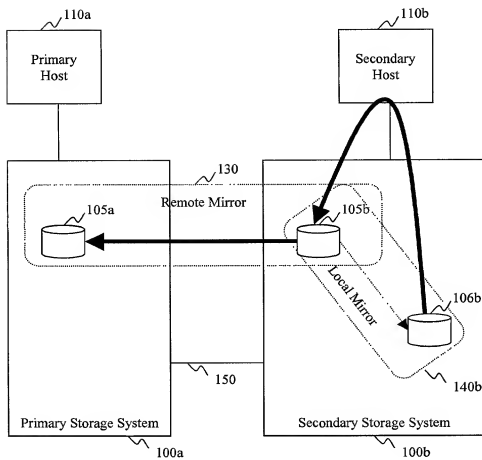 110a
110b
Primary
Host
Secondary
Host
130
105a
Remote Mirror
105b
Local Mirror
106b
150
140b
Primary Storage System
Secondary Storage System
100a
100b